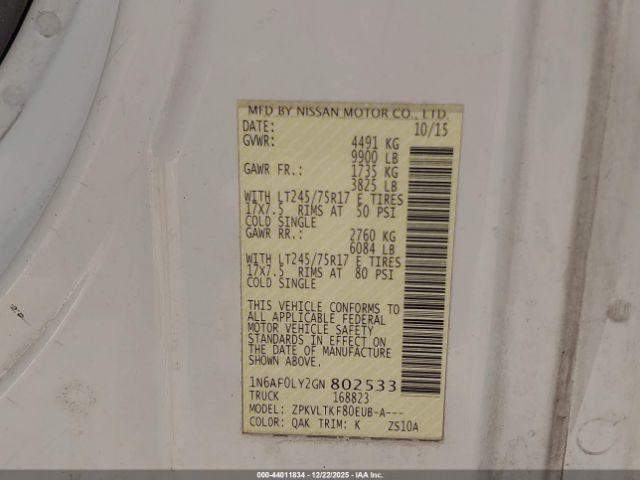 MFD BY NISSAN MOTOR CO., LTD.
DATE: 10/15
GVWR: 4491 KG
9900 LB
GAWR FR.: 1735 KG
3825 LB
WITH LT245/75R17 E TIRES
17X7.5 RIMS AT 50 PSI
COLD SINGLE
GAWR RR.: 2760 KG
6084 LB
WITH LT245/75R17 E TIRES
17X7.5 RIMS AT 80 PSI
COLD SINGLE
THIS VEHICLE CONFORMS TO
ALL APPLICABLE FEDERAL
MOTOR VEHICLE SAFETY
STANDARDS IN EFFECT ON
THE DATE OF MANUFACTURE
SHOWN ABOVE.
1N6AF0LY2GN802533
TRUCK 168823
MODEL: ZPKVLTKF80EUB-A---
COLOR: QAK TRIM: K ZS10A
000-44011834 - 12/22/2025 - IAAI.COM